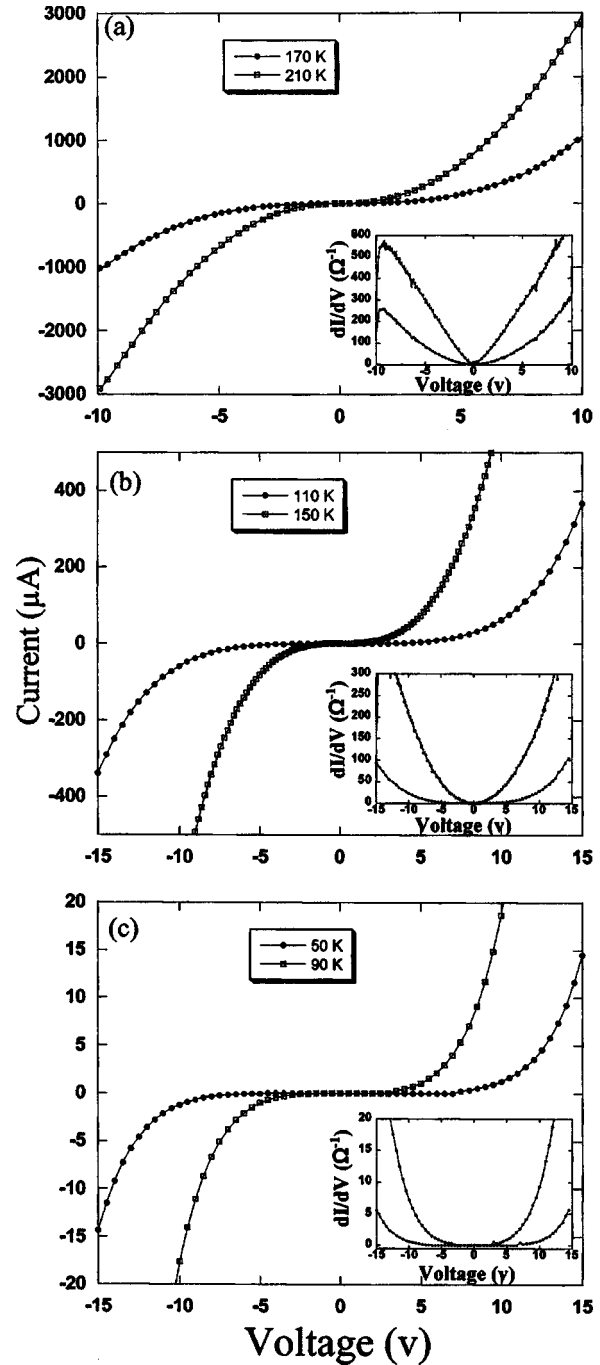 (a)
3000
2000
1000
0
-1000
-2000
-3000
170 K
210 K
-10 -5 0 5 10
dI/dV (Ω⁻¹)
600
500
400
300
200
100
0
-10 -5 0 5 10
Voltage (v)
(b)
Current (µA)
400
200
0
-200
-400
110 K
150 K
-15 -10 -5 0 5 10 15
dI/dV (Ω⁻¹)
300
250
200
150
100
50
0
-15 -10 -5 0 5 10 15
Voltage (v)
(c)
20
15
10
5
0
-5
-10
-15
-20
50 K
90 K
-15 -10 -5 0 5 10 15
dI/dV (Ω⁻¹)
20
15
10
5
0
-15 -10 -5 0 5 10 15
Voltage (v)
Voltage (v)